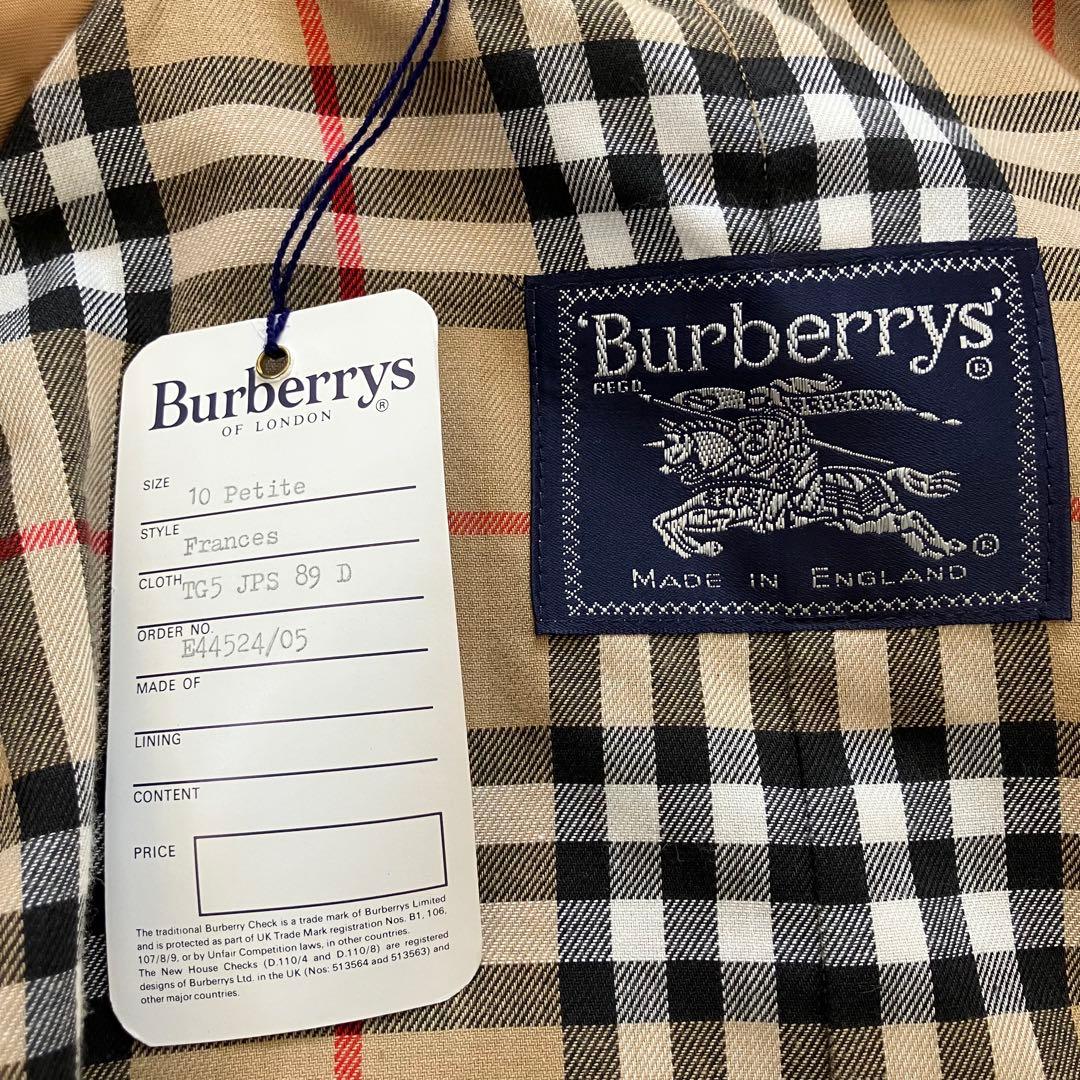 Burberrys®
OF LONDON
SIZE 10 Petite
STYLE Frances
CLOTH TG5 JPS 89 D
ORDER NO. E44524/05
MADE OF
LINING
CONTENT
PRICE
The traditional Burberry Check is a trade mark of Burberrys Limited
and is protected as part of UK Trade Mark registration Nos. B1, 106,
107/8/9, or by Unfair Competition laws, in other countries.
The New House Checks (D.110/4 and D.110/8) are registered
designs of Burberrys Ltd. in the UK (Nos: 513564 and 513563) and
other major countries.
'Burberrys'®
REGD.
PRORSUM
®
MADE IN ENGLAND